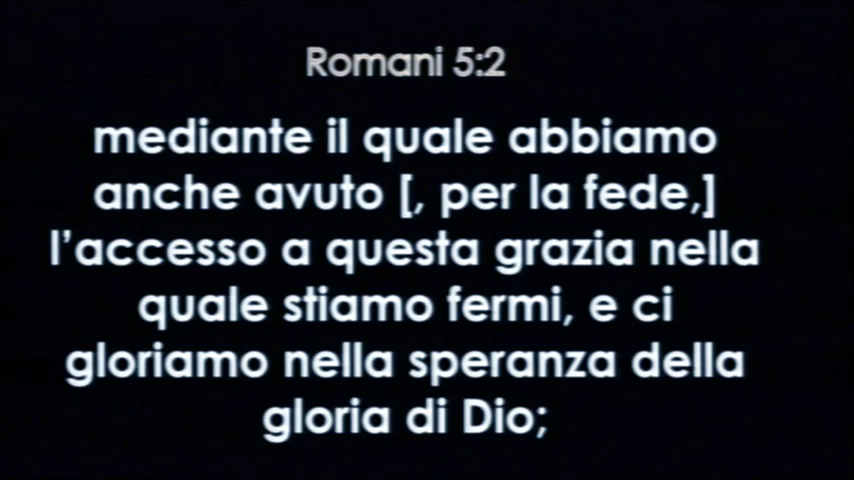 Romani 5:2
mediante il quale abbiamo
anche avuto [, per la fede,]
l’accesso a questa grazia nella
quale stiamo fermi, e ci
gloriamo nella speranza della
gloria di Dio;